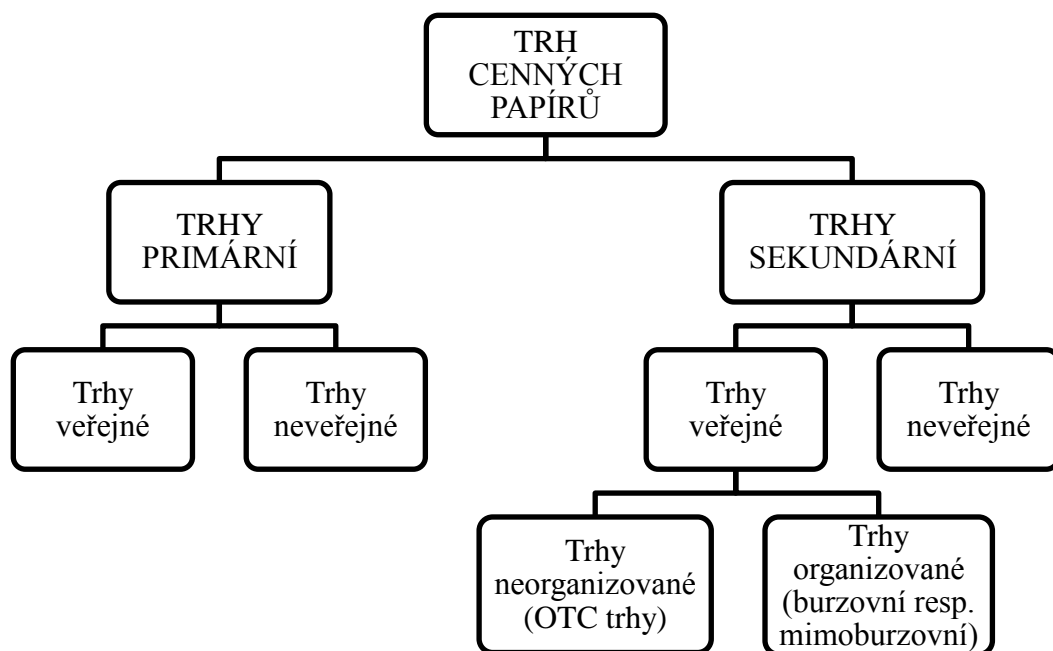 TRH
CENNÝCH
PAPÍRŮ
TRHY
PRIMÁRNÍ
TRHY
SEKUNDÁRNÍ
Trhy
veřejné
Trhy
neveřejné
Trhy
veřejné
Trhy
neveřejné
Trhy
neorganizované
(OTC trhy)
Trhy
organizované
(burzovní resp.
mimoburzovní)